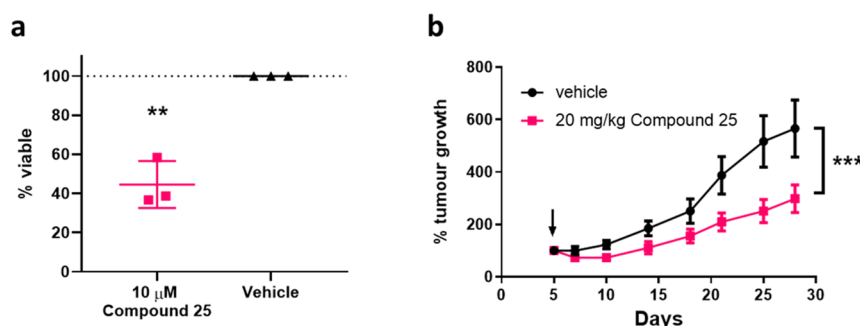 a
% viable
100
80
60
40
20
0
**
10 μM
Compound 25
Vehicle
b
% tumour growth
800
600
400
200
0
vehicle
20 mg/kg Compound 25
***
0 5 10 15 20 25 30
Days